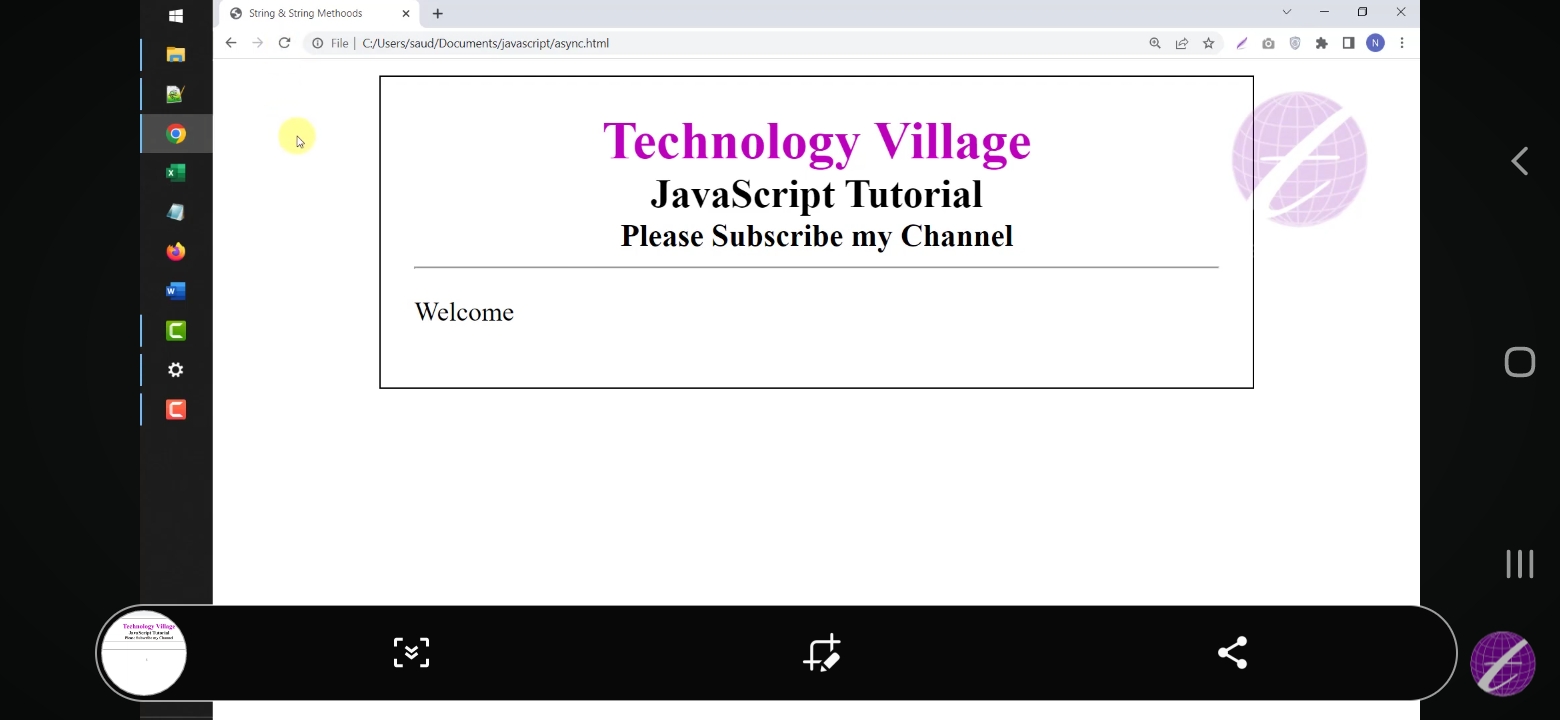 String & String Methoods
File | C:/Users/saud/Documents/javascript/async.html
N
Technology Village
JavaScript Tutorial
Please Subscribe my Channel
Welcome
Technology Village
JavaScript Tutorial
Please Subscribe my Channel